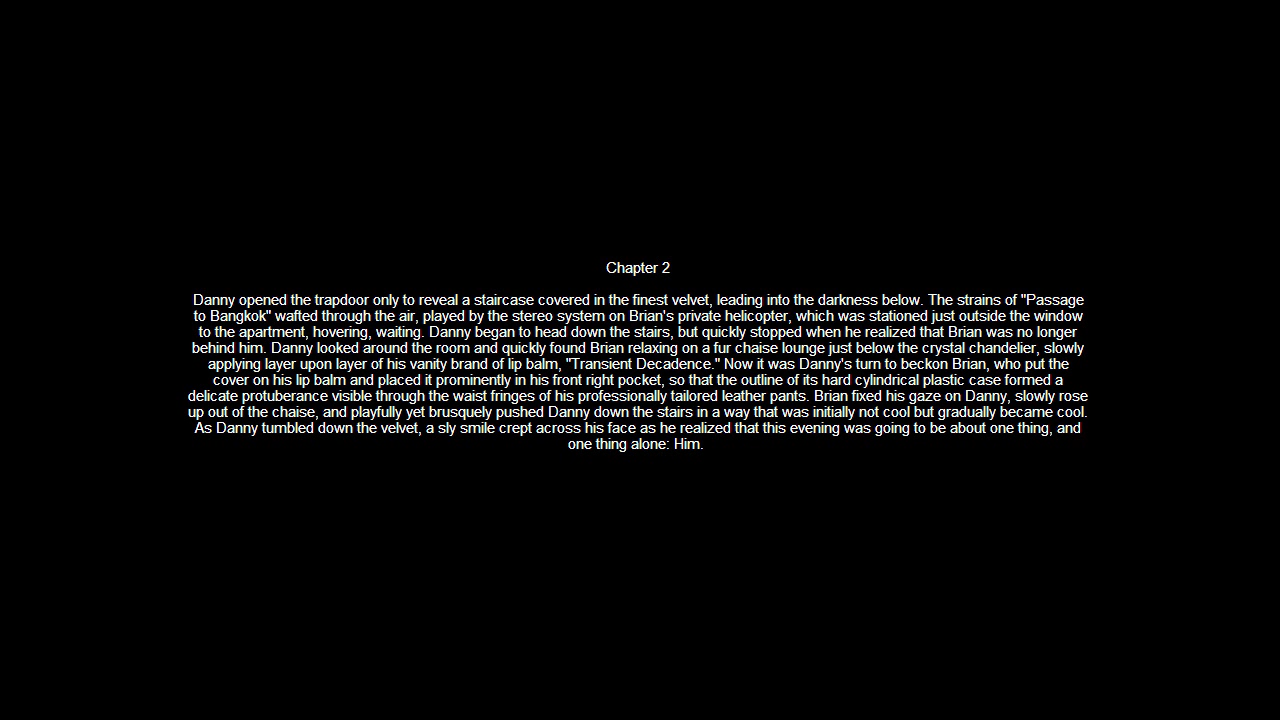 Chapter 2
Danny opened the trapdoor only to reveal a staircase covered in the finest velvet, leading into the darkness below. The strains of "Passage
to Bangkok" wafted through the air, played by the stereo system on Brian's private helicopter, which was stationed just outside the window
to the apartment, hovering, waiting. Danny began to head down the stairs, but quickly stopped when he realized that Brian was no longer
behind him. Danny looked around the room and quickly found Brian relaxing on a fur chaise lounge just below the crystal chandelier, slowly
applying layer upon layer of his vanity brand of lip balm, "Transient Decadence." Now it was Danny's turn to beckon Brian, who put the
cover on his lip balm and placed it prominently in his front right pocket, so that the outline of its hard cylindrical plastic case formed a
delicate protuberance visible through the waist fringes of his professionally tailored leather pants. Brian fixed his gaze on Danny, slowly rose
up out of the chaise, and playfully yet brusquely pushed Danny down the stairs in a way that was initially not cool but gradually became cool.
As Danny tumbled down the velvet, a sly smile crept across his face as he realized that this evening was going to be about one thing, and
one thing alone: Him.